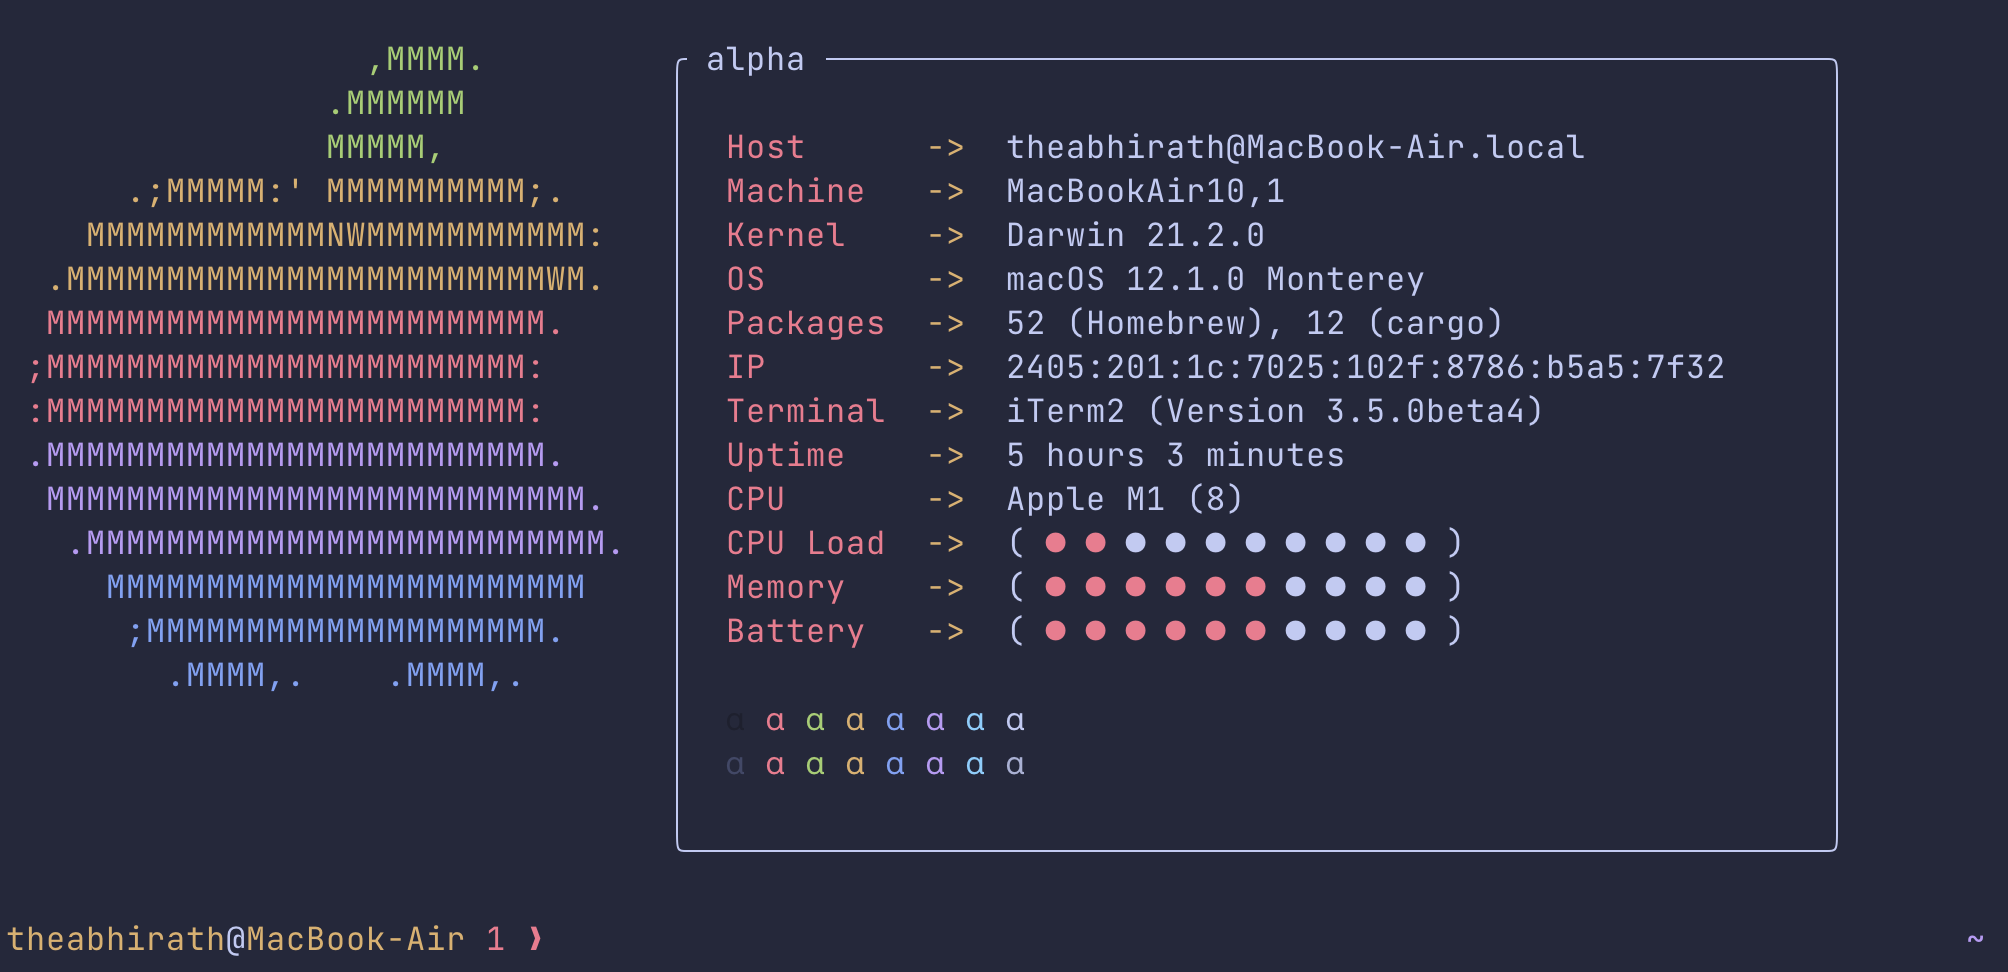 ,MMMM.
.MMMMMM
MMMMM,
.;MMMMM:' MMMMMMMMMM;.
MMMMMMMMMMMMNWMMMMMMMMMMM:
.MMMMMMMMMMMMMMMMMMMMMMMMWM.
MMMMMMMMMMMMMMMMMMMMMMMMM.
;MMMMMMMMMMMMMMMMMMMMMMMM:
:MMMMMMMMMMMMMMMMMMMMMMMM:
.MMMMMMMMMMMMMMMMMMMMMMMMM.
MMMMMMMMMMMMMMMMMMMMMMMMMMM.
.MMMMMMMMMMMMMMMMMMMMMMMMMM.
MMMMMMMMMMMMMMMMMMMMMMMM
;MMMMMMMMMMMMMMMMMMMM.
.MMMM,.    .MMMM,.
alpha
Host -> theabhirath@MacBook-Air.local
Machine -> MacBookAir10,1
Kernel -> Darwin 21.2.0
OS -> macOS 12.1.0 Monterey
Packages -> 52 (Homebrew), 12 (cargo)
IP -> 2405:201:1c:7025:102f:8786:b5a5:7f32
Terminal -> iTerm2 (Version 3.5.0beta4)
Uptime -> 5 hours 3 minutes
CPU -> Apple M1 (8)
CPU Load -> ( ● ● ● ● ● ● ● ● ● ● )
Memory -> ( ● ● ● ● ● ● ● ● ● ● )
Battery -> ( ● ● ● ● ● ● ● ● ● ● )
α α α α α α α α
α α α α α α α α
theabhirath@MacBook-Air 1 ❱ ~